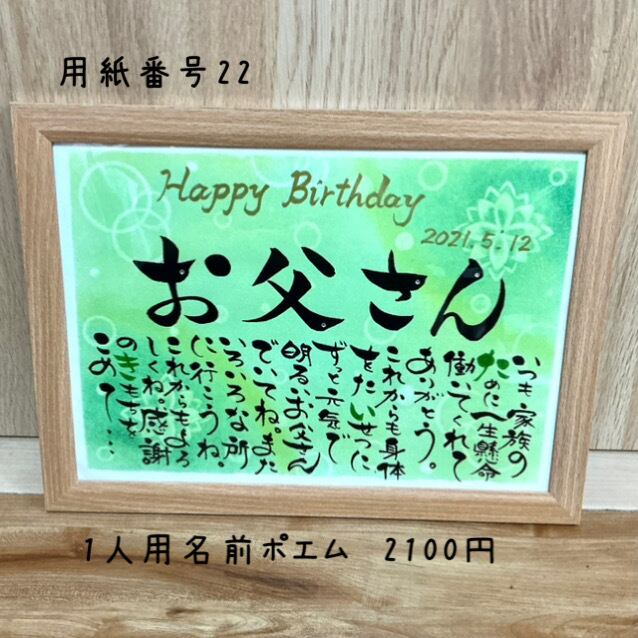 用紙番号22
Happy Birthday
2021.5.12
お父さん
いつも家族の
ために一生懸命
働いてくれて
ありがとう。
これからも身体
をたいせつに
ずっと元気で
明るいお父さん
でいてね。また
いろいろな所
に行こうね。
これからもよろ
しくね。感謝
のきもちを
こめて…
1人用名前ポエム 2100円